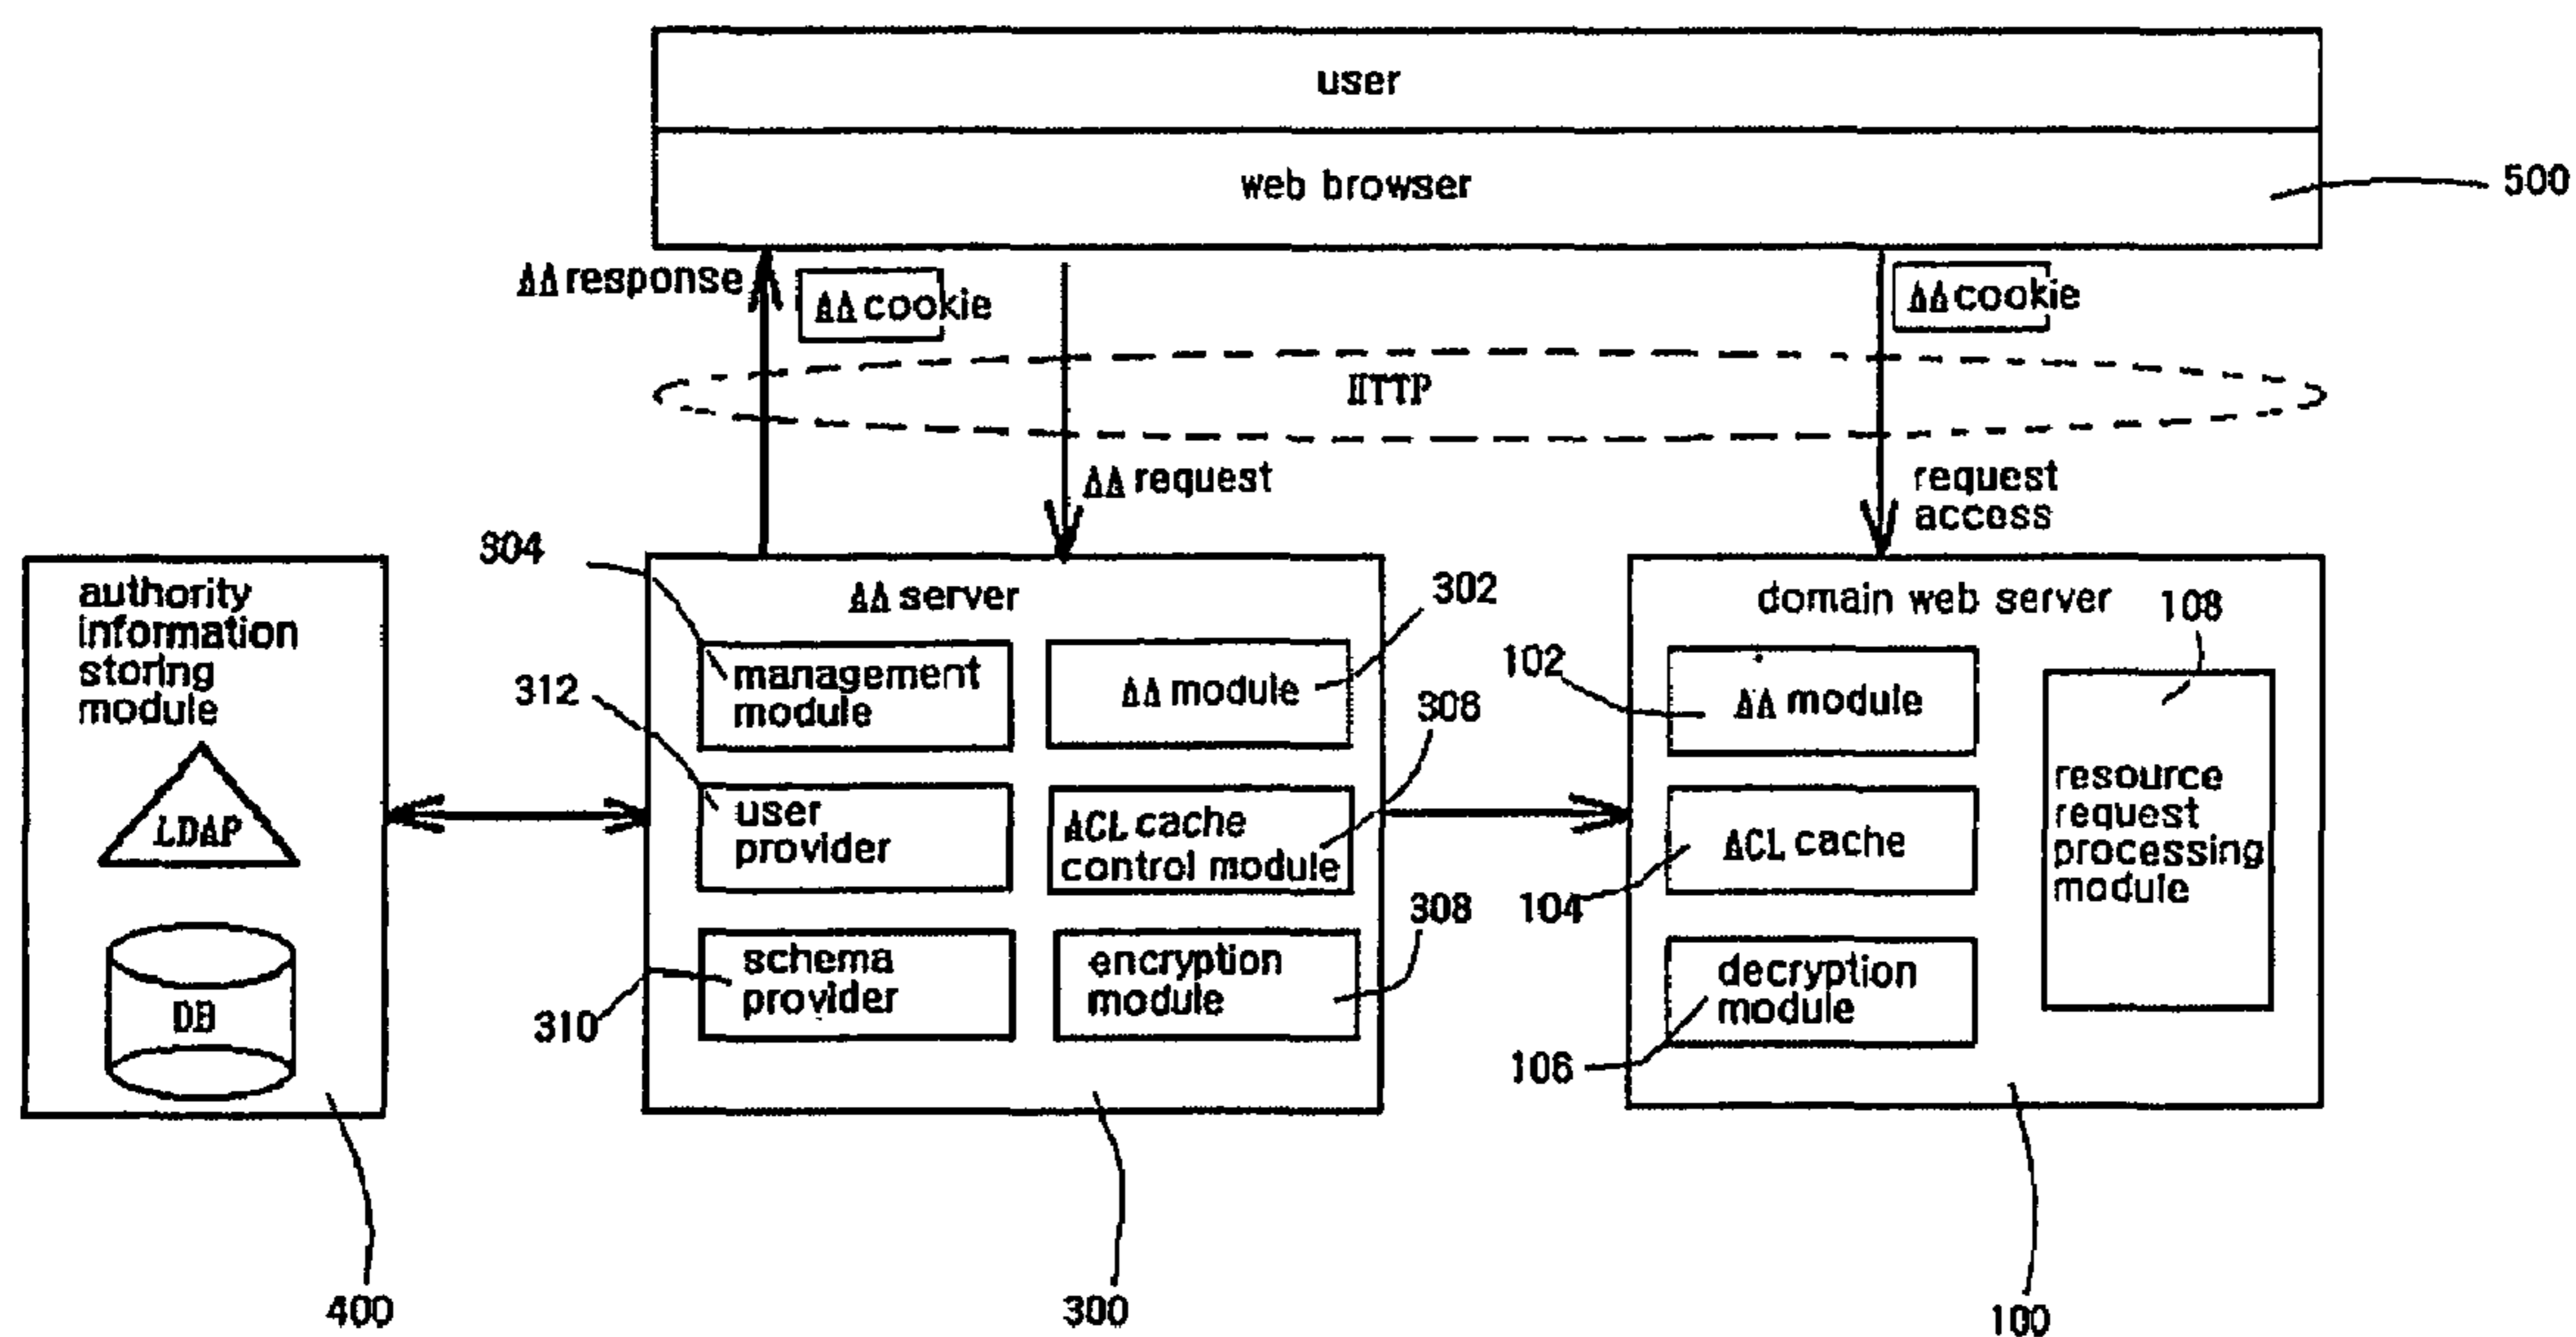 user
web browser
500
AA response
AA cookie
AA cookie
HTTP
AA request
request
access
304
authority
information
storing
module
LDAP
DB
400
AA server
302
312
management
module
AA module
306
user
provider
ACL cache
control module
308
schema
provider
encryption
module
310
300
domain web server
108
102
AA module
resource
request
processing
module
ACL cache
104
decryption
module
106
100